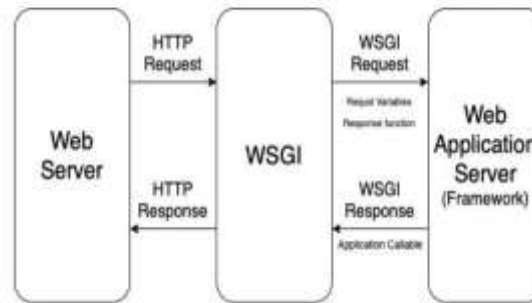 Web
Server
HTTP
Request
HTTP
Response
WSGI
WSGI
Request
Requst Variables
Response function
WSGI
Response
Application Callable
Web
Application
Server
(Framework)